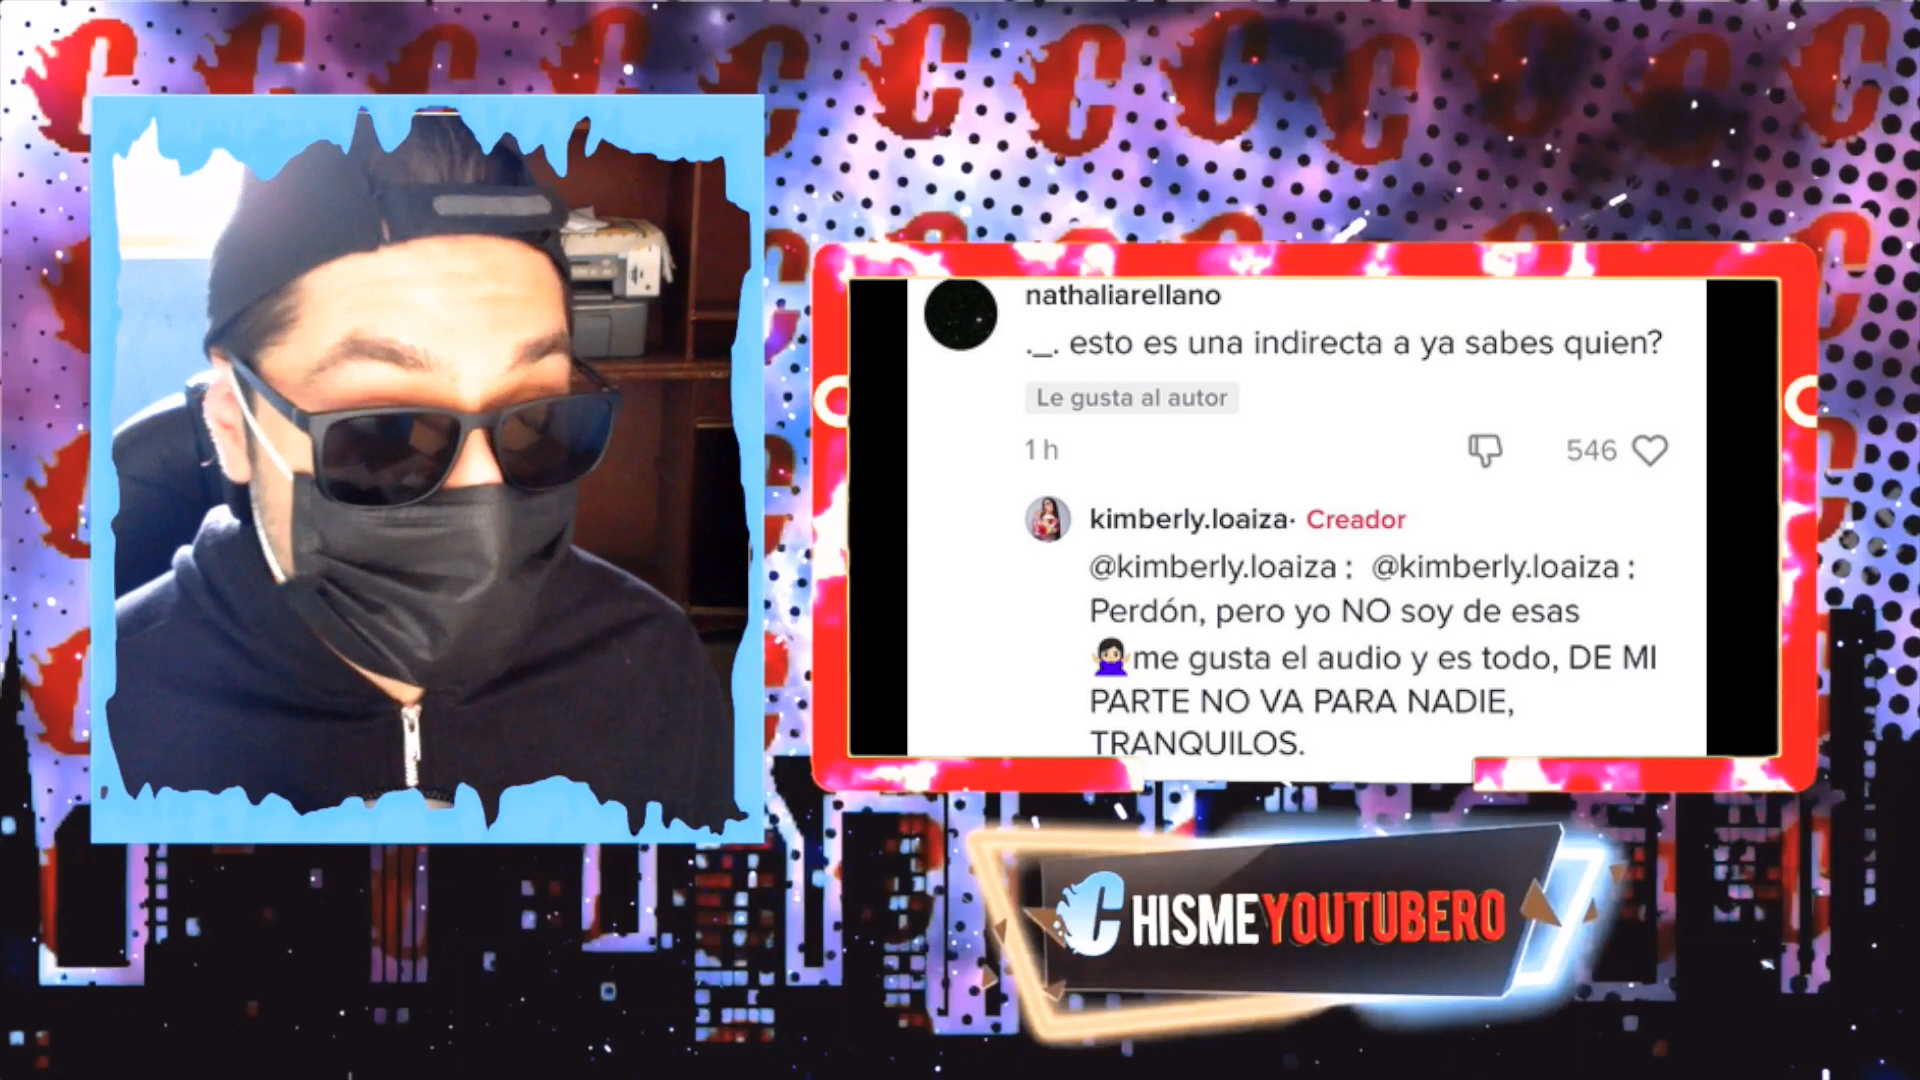 nathaliarellano
._. esto es una indirecta a ya sabes quien?
Le gusta al autor
1 h
546
kimberly.loaiza· Creador
@kimberly.loaiza : @kimberly.loaiza :
Perdón, pero yo NO soy de esas
🤷🏻‍♀️me gusta el audio y es todo, DE MI
PARTE NO VA PARA NADIE,
TRANQUILOS.
CHISMEYOUTUBERO